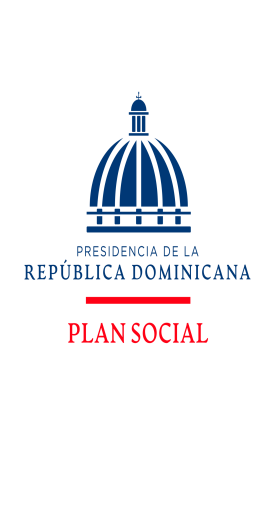 PRESIDENCIA DE LA
REPÚBLICA DOMINICANA
PLAN SOCIAL